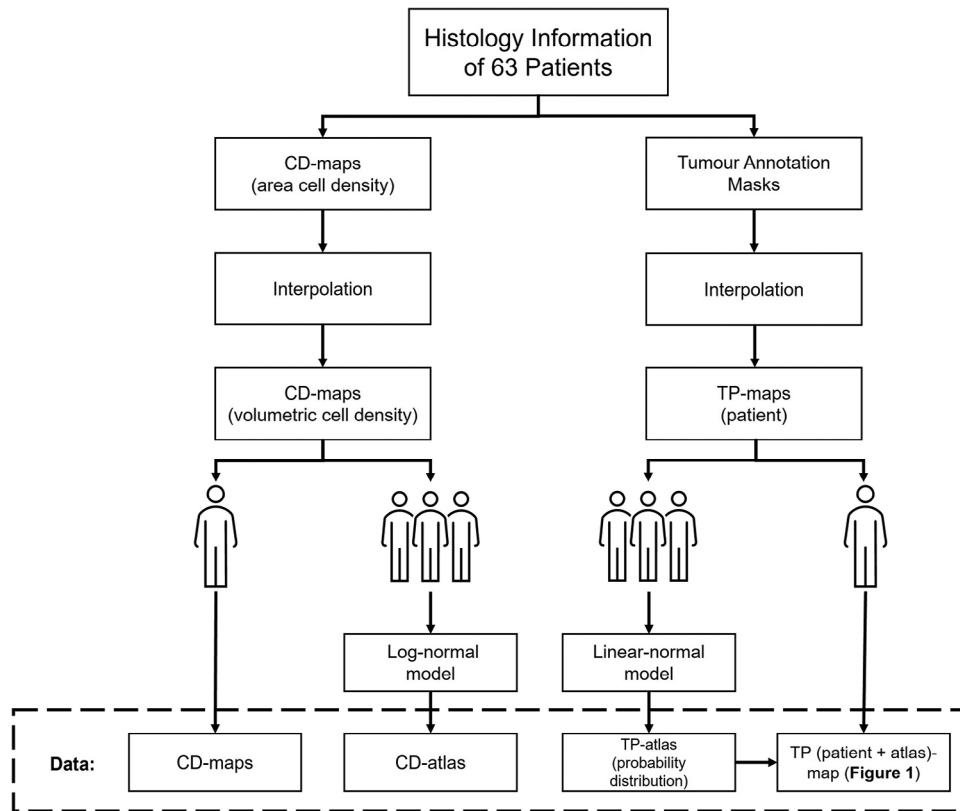 Histology Information
of 63 Patients
CD-maps
(area cell density)
Tumour Annotation
Masks
Interpolation
Interpolation
CD-maps
(volumetric cell density)
TP-maps
(patient)
Log-normal
model
Linear-normal
model
Data:
CD-maps
CD-atlas
TP-atlas
(probability
distribution)
TP (patient + atlas)-
map (Figure 1)